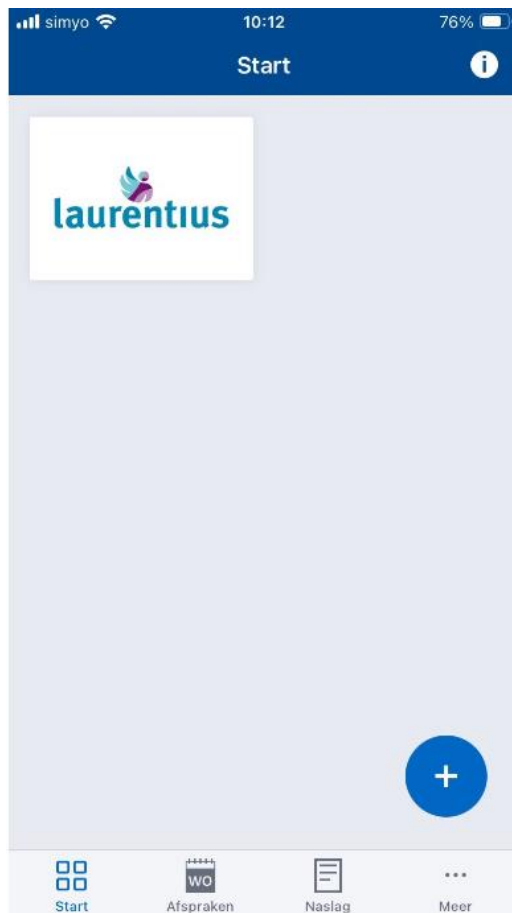 simyo 10:12 76%
Start i
laurentius
+
WO
Start Afspraken Naslag Meer